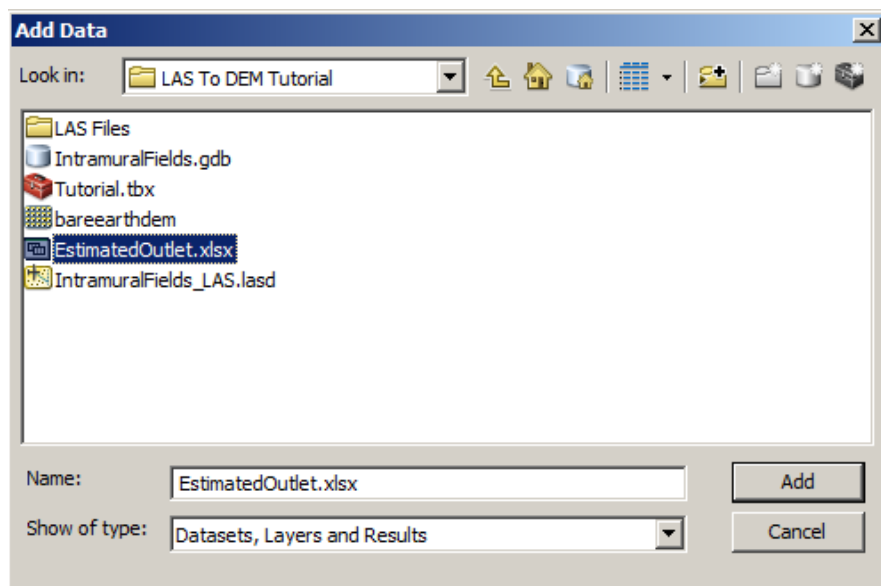 Add Data
Look in: LAS To DEM Tutorial
LAS Files
IntramuralFields.gdb
Tutorial.tbx
bareearthdem
EstimatedOutlet.xlsx
IntramuralFields_LAS.lasd
Name: EstimatedOutlet.xlsx Add
Show of type: Datasets, Layers and Results Cancel